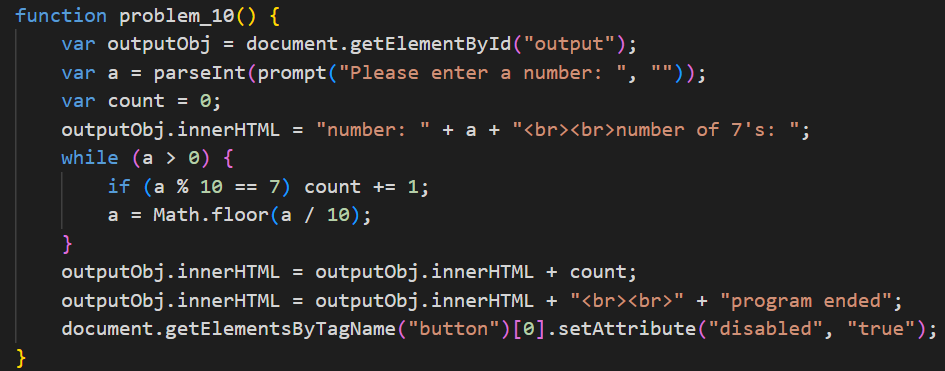 function problem_10() {
    var outputObj = document.getElementById("output");
    var a = parseInt(prompt("Please enter a number: ", ""));
    var count = 0;
    outputObj.innerHTML = "number: " + a + "<br><br>number of 7's: ";
    while (a > 0) {
        if (a % 10 == 7) count += 1;
        a = Math.floor(a / 10);
    }
    outputObj.innerHTML = outputObj.innerHTML + count;
    outputObj.innerHTML = outputObj.innerHTML + "<br><br>" + "program ended";
    document.getElementsByTagName("button")[0].setAttribute("disabled", "true");
}